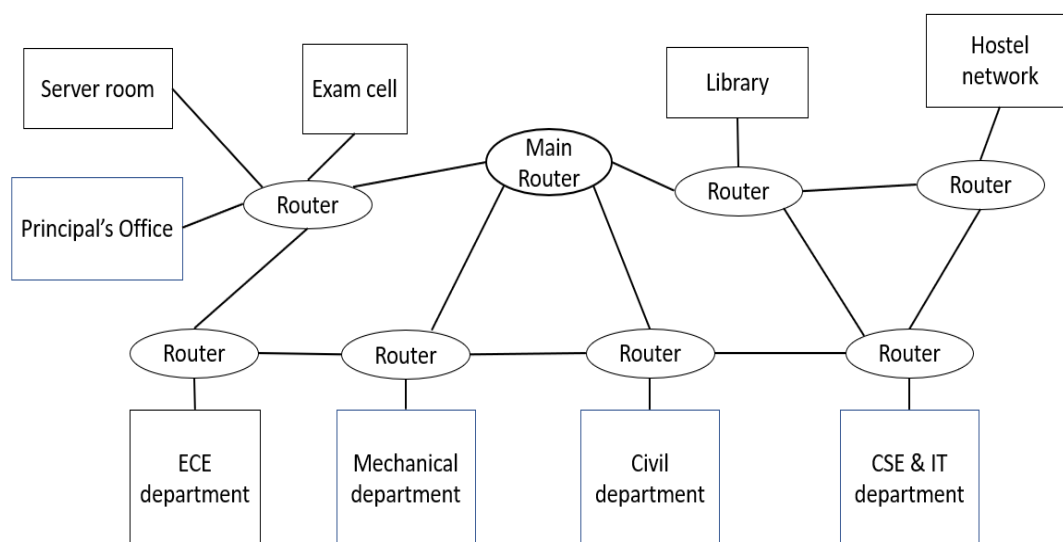 Server room
Exam cell
Library
Hostel
network
Main
Router
Principal's Office
Router
Router
Router
Router
Router
Router
Router
ECE
department
Mechanical
department
Civil
department
CSE & IT
department